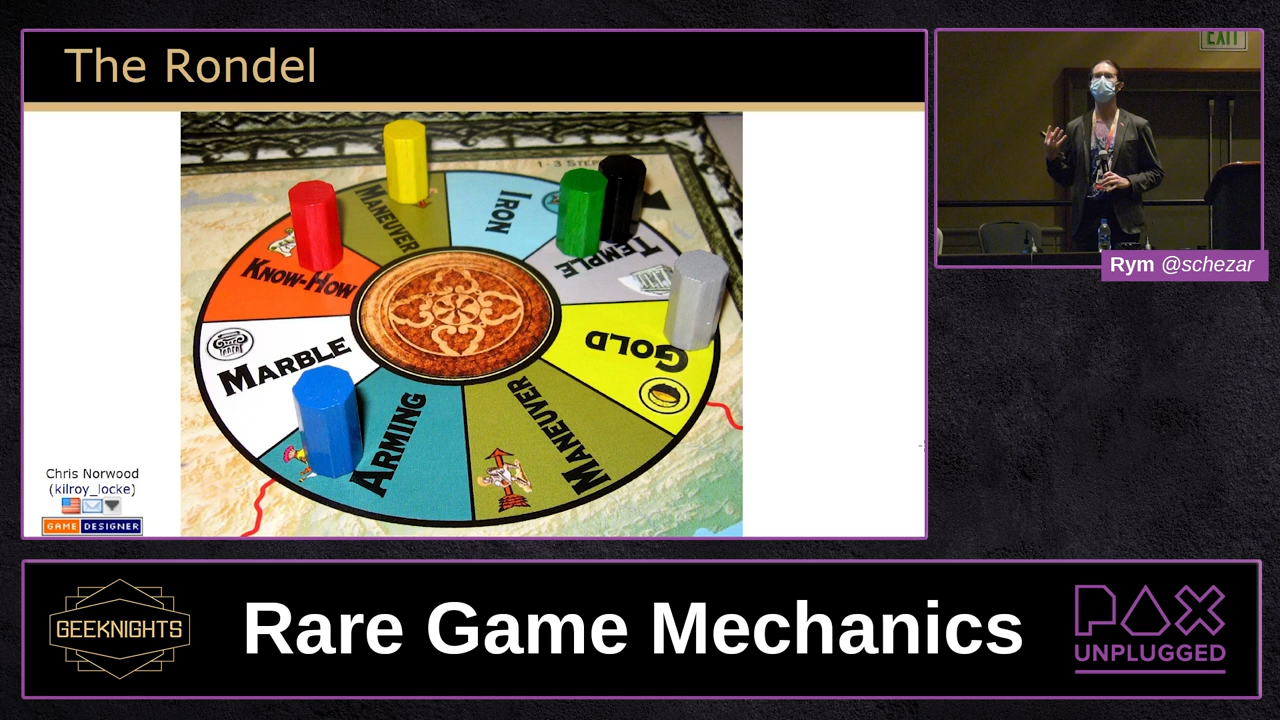 The Rondel
EXIT
1 - 3 STEP
MANEUVER
IRON
TEMPLE
KNOW-HOW
GOLD
MARBLE
ARMING
MANEUVER
Chris Norwood
(kilroy_locke)
GAME DESIGNER
Rym @schezar
GEEKNIGHTS
Rare Game Mechanics
PAX
UNPLUGGED